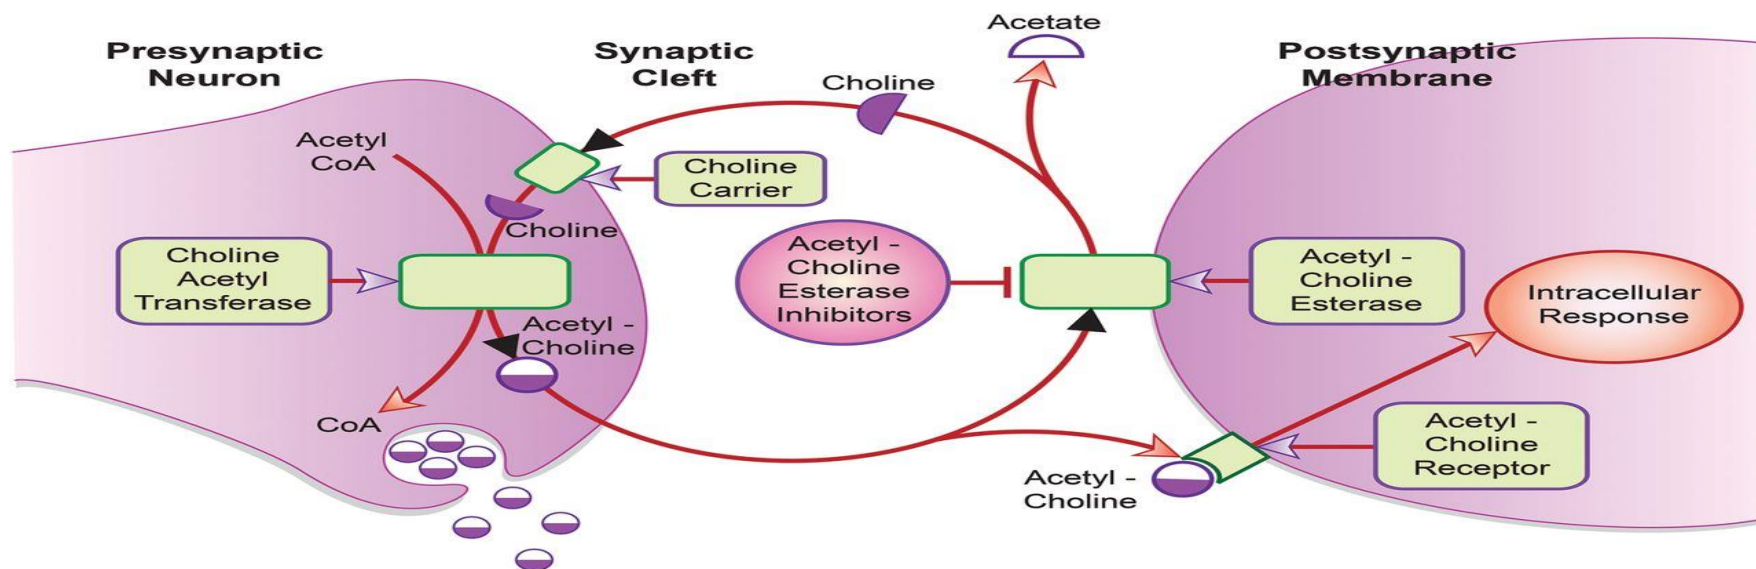 Presynaptic
Neuron
Synaptic
Cleft
Acetate
Postsynaptic
Membrane
Choline
Acetyl
CoA
Choline
Carrier
Choline
Choline
Acetyl
Transferase
Acetyl -
Choline
Esterase
Inhibitors
Acetyl -
Choline
Esterase
Intracellular
Response
Acetyl -
Choline
CoA
Acetyl -
Choline
Acetyl -
Choline
Receptor